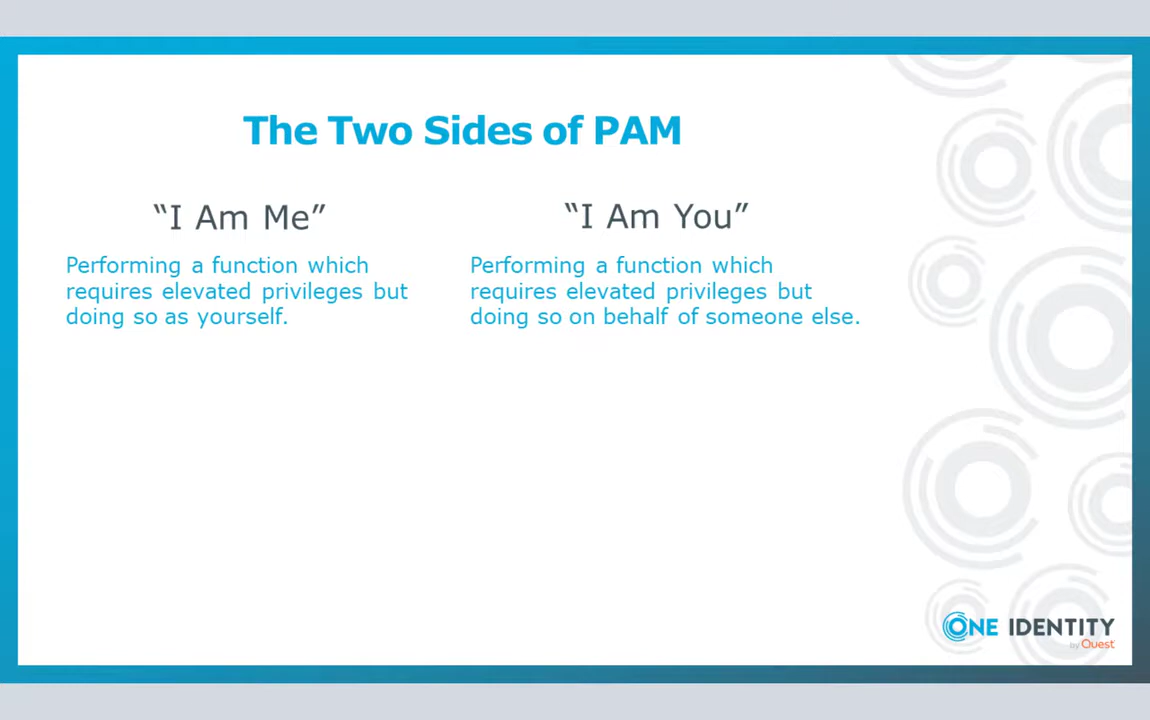 The Two Sides of PAM
“I Am Me”
Performing a function which
requires elevated privileges but
doing so as yourself.
“I Am You”
Performing a function which
requires elevated privileges but
doing so on behalf of someone else.
ONE IDENTITY
by Quest